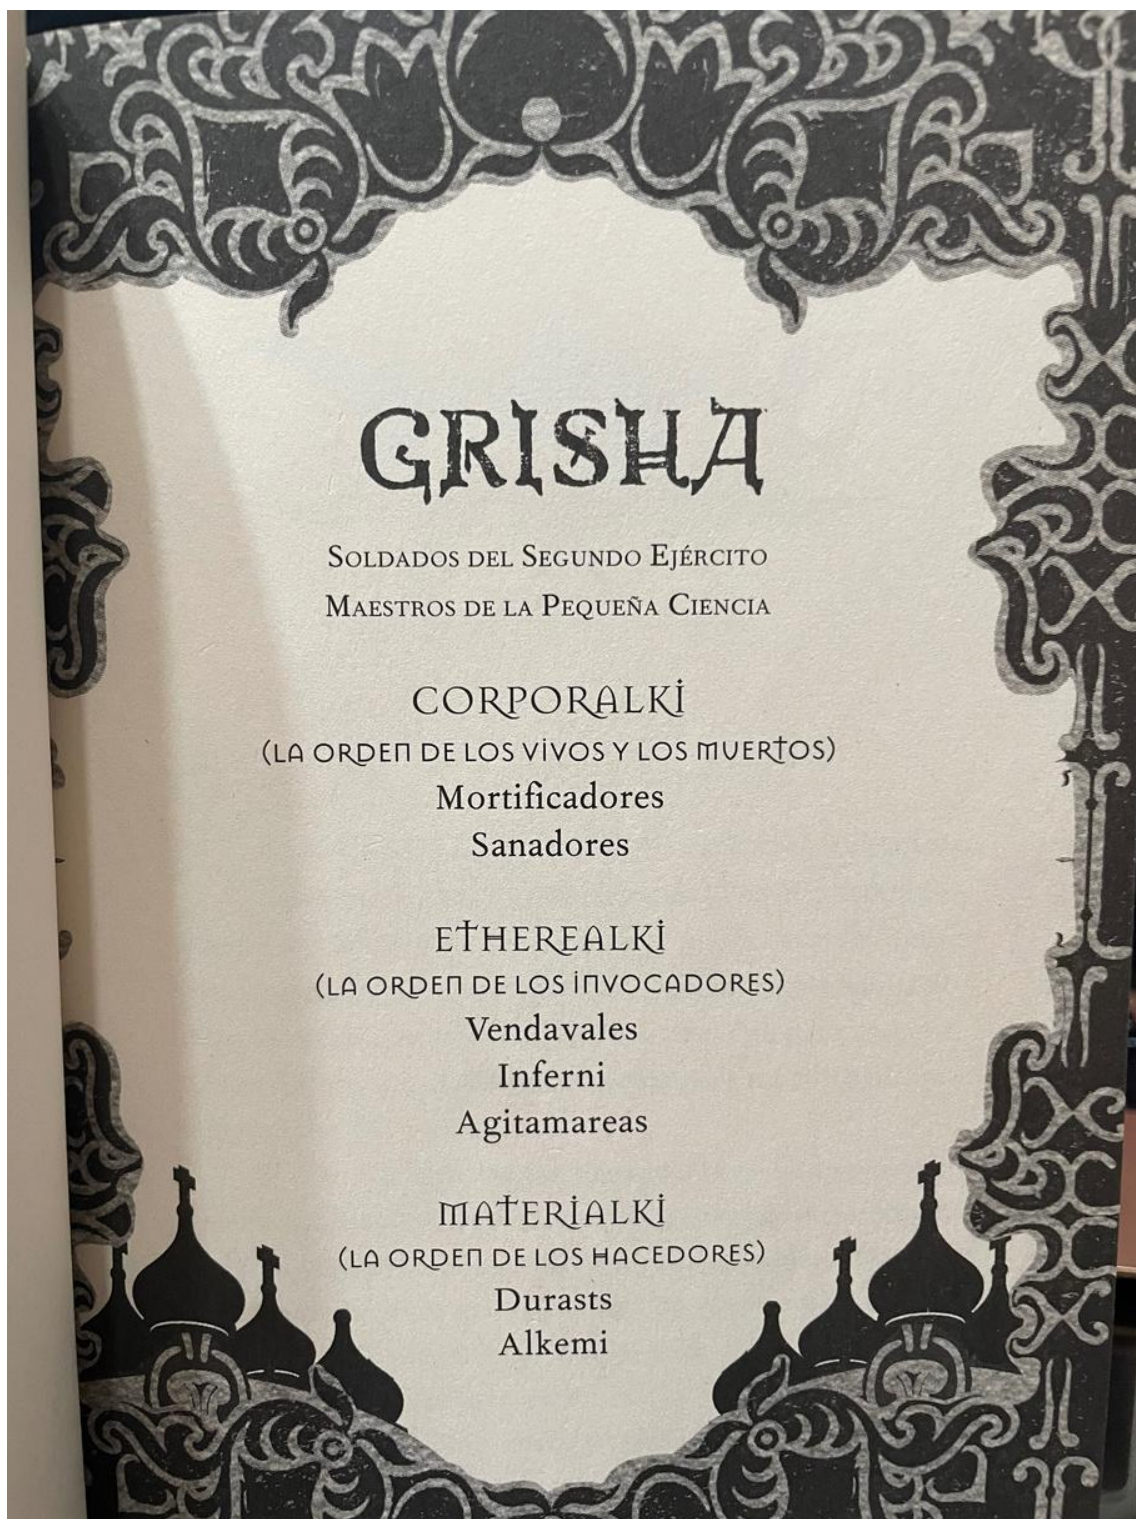 GRISHA
Soldados del Segundo Ejército
Maestros de la Pequeña Ciencia
CORPORALKI
(LA ORDEN DE LOS VIVOS Y LOS MUERTOS)
Mortificadores
Sanadores
ETHEREALKI
(LA ORDEN DE LOS INVOCADORES)
Vendavales
Inferni
Agitamareas
MATERIALKI
(LA ORDEN DE LOS HACEDORES)
Durasts
Alkemi